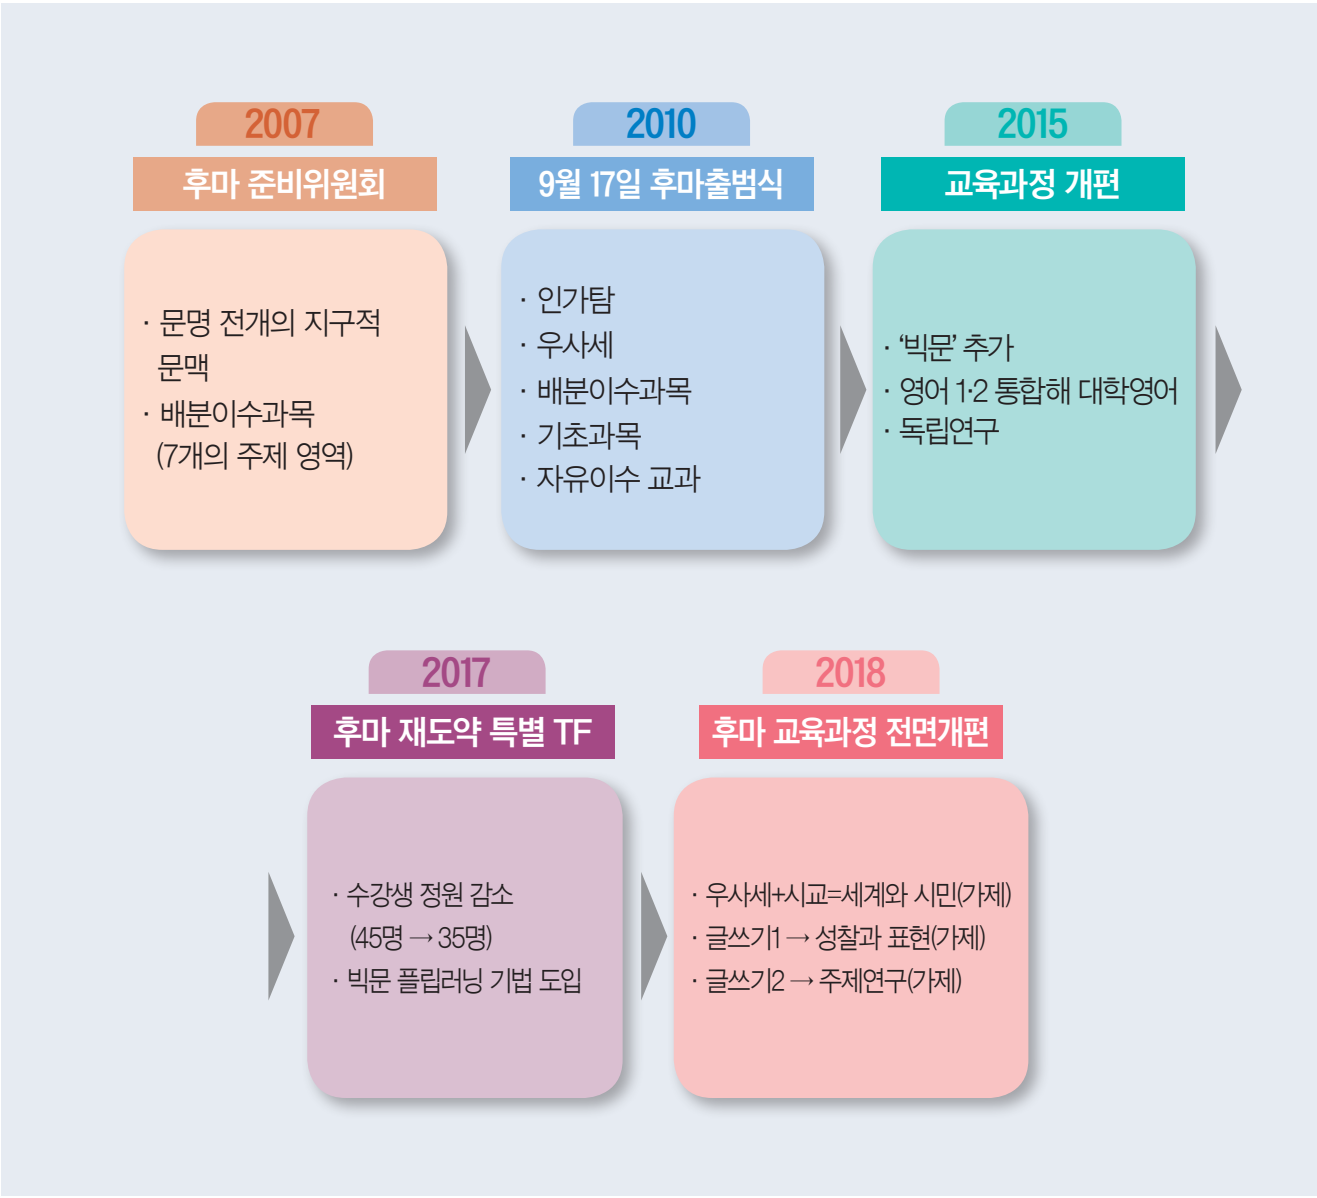 2007
후마 준비위원회
· 문명 전개의 지구적
문맥
· 배분이수과목
(7개의 주제 영역)
2010
9월 17일 후마출범식
· 인가탐
· 우사세
· 배분이수과목
· 기초과목
· 자유이수 교과
2015
교육과정 개편
· ‘빅문’ 추가
· 영어 1·2 통합해 대학영어
· 독립연구
2017
후마 재도약 특별 TF
· 수강생 정원 감소
(45명 → 35명)
· 빅문 플립러닝 기법 도입
2018
후마 교육과정 전면개편
· 우사세+시교=세계와 시민(가제)
· 글쓰기1 → 성찰과 표현(가제)
· 글쓰기2 → 주제연구(가제)